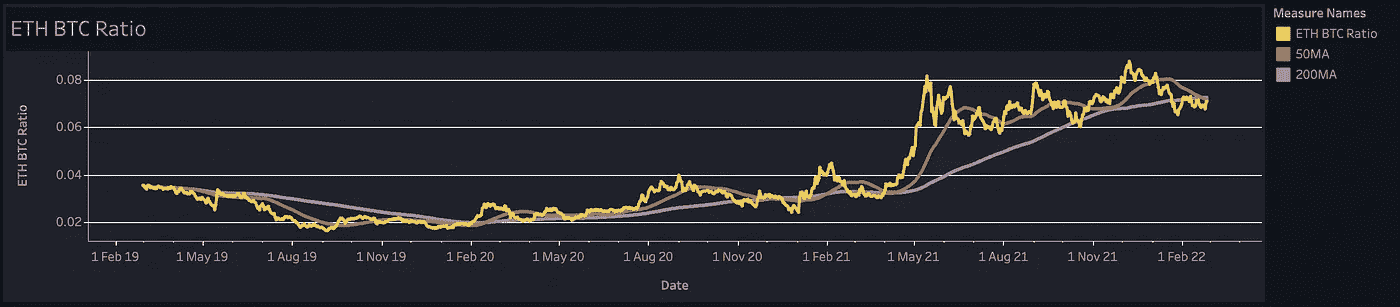 ETH BTC Ratio
Measure Names
ETH BTC Ratio
50MA
200MA
ETH BTC Ratio
0.08
0.06
0.04
0.02
1 Feb 19 1 May 19 1 Aug 19 1 Nov 19 1 Feb 20 1 May 20 1 Aug 20 1 Nov 20 1 Feb 21 1 May 21 1 Aug 21 1 Nov 21 1 Feb 22
Date